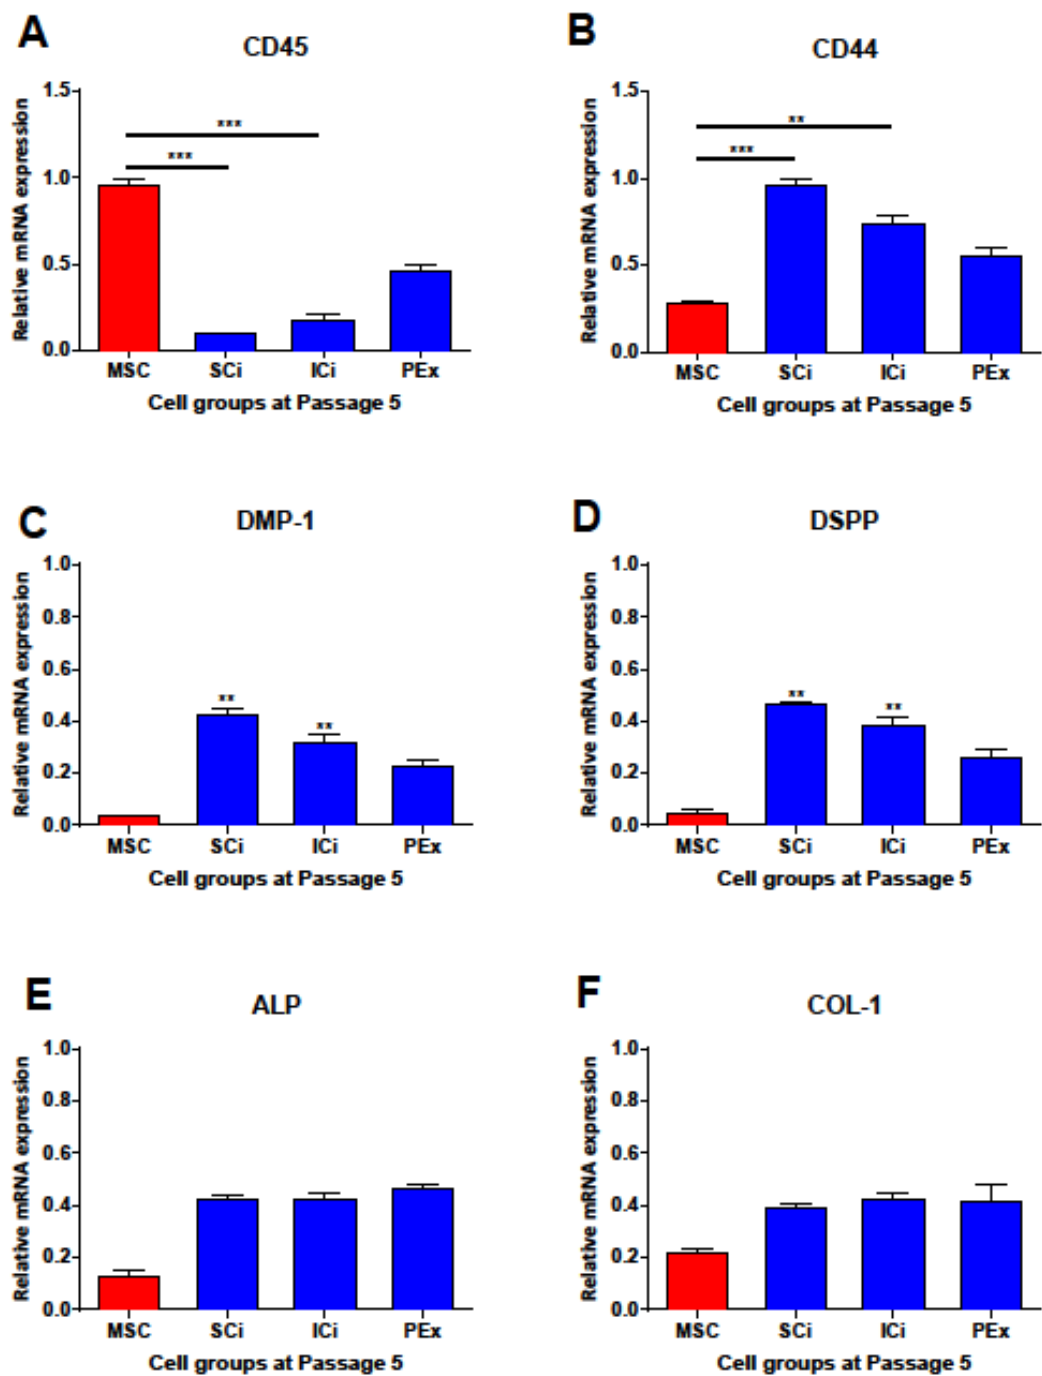 A
CD45
Relative mRNA expression
1.5
1.0
0.5
0.0
***
***
MSC SCi ICi PEx
Cell groups at Passage 5
B
CD44
Relative mRNA expression
1.5
1.0
0.5
0.0
**
***
MSC SCi ICi PEx
Cell groups at Passage 5
C
DMP-1
Relative mRNA expression
1.0
0.8
0.6
0.4
0.2
0.0
**
**
MSC SCi ICi PEx
Cell groups at Passage 5
D
DSPP
Relative mRNA expression
1.0
0.8
0.6
0.4
0.2
0.0
**
**
MSC SCi ICi PEx
Cell groups at Passage 5
E
ALP
Relative mRNA expression
1.0
0.8
0.6
0.4
0.2
0.0
MSC SCi ICi PEx
Cell groups at Passage 5
F
COL-1
Relative mRNA expression
1.0
0.8
0.6
0.4
0.2
0.0
MSC SCi ICi PEx
Cell groups at Passage 5